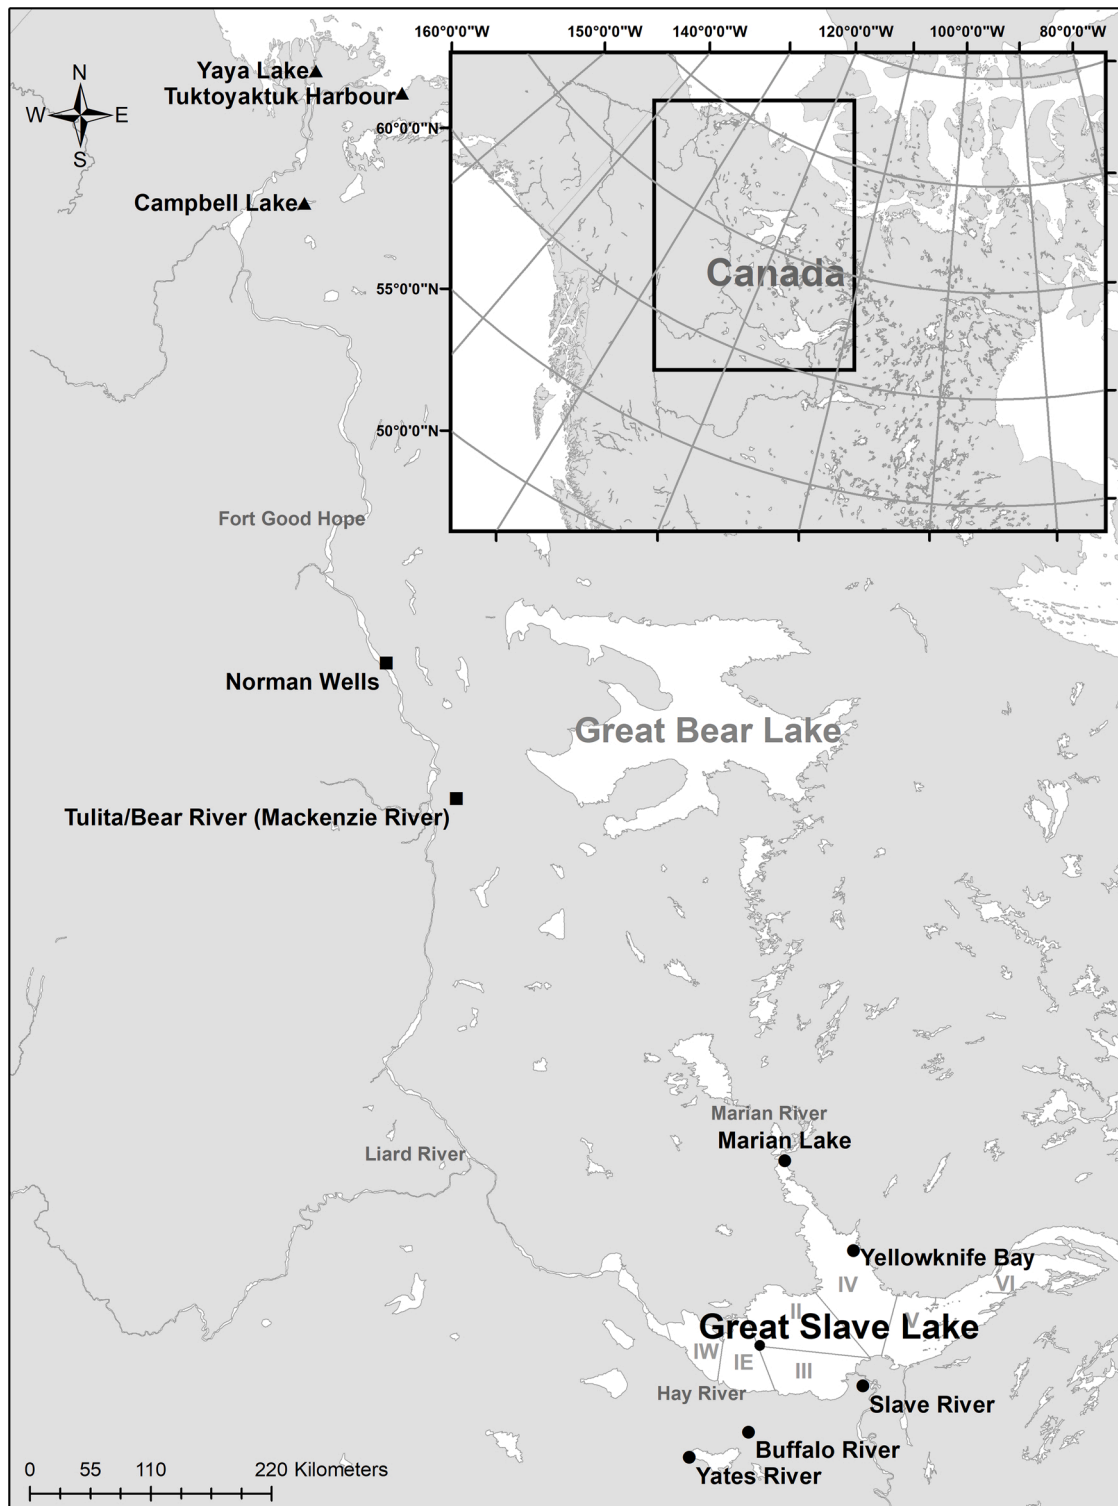 160°0'0"W 150°0'0"W 140°0'0"W 120°0'0"W 100°0'0"W 80°0'0"W
N
W E
S
Yaya Lake
Tuktoyaktuk Harbour
60°0'0"N
Campbell Lake
Canada
55°0'0"N
50°0'0"N
Fort Good Hope
Norman Wells
Great Bear Lake
Tulita/Bear River (Mackenzie River)
Marian River
Marian Lake
Liard River
Yellowknife Bay
IV
VI
II
V
Great Slave Lake
IW
IE
III
Hay River
Slave River
Buffalo River
Yates River
0 55 110 220 Kilometers